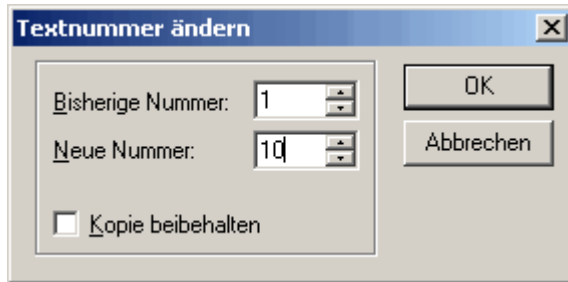 Textnummer ändern
Bisherige Nummer: 1
OK
Neue Nummer: 10
Abbrechen
Kopie beibehalten